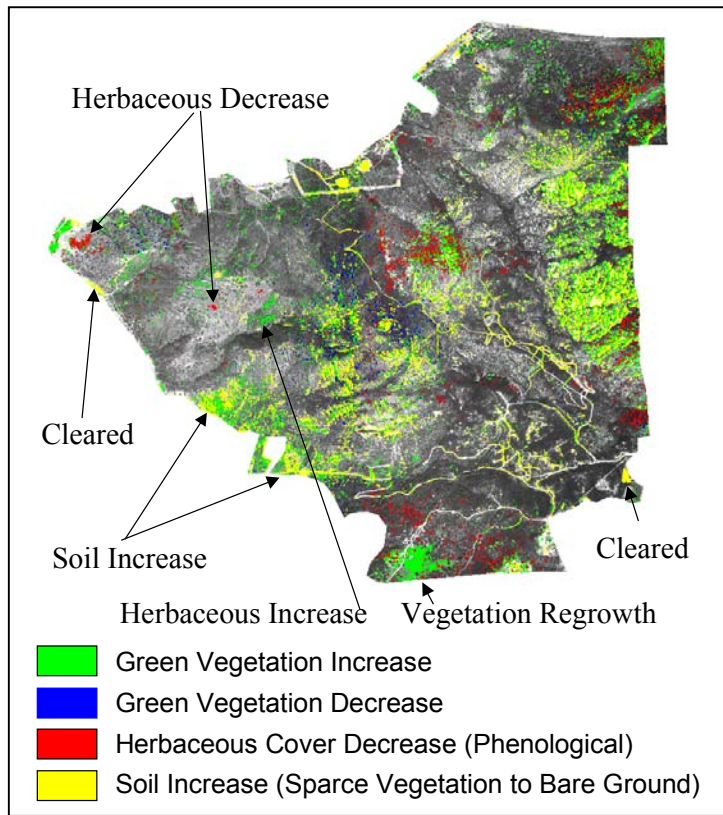 Herbaceous Decrease
Cleared
Soil Increase
Cleared
Herbaceous Increase
Vegetation Regrowth
Green Vegetation Increase
Green Vegetation Decrease
Herbaceous Cover Decrease (Phenological)
Soil Increase (Sparce Vegetation to Bare Ground)